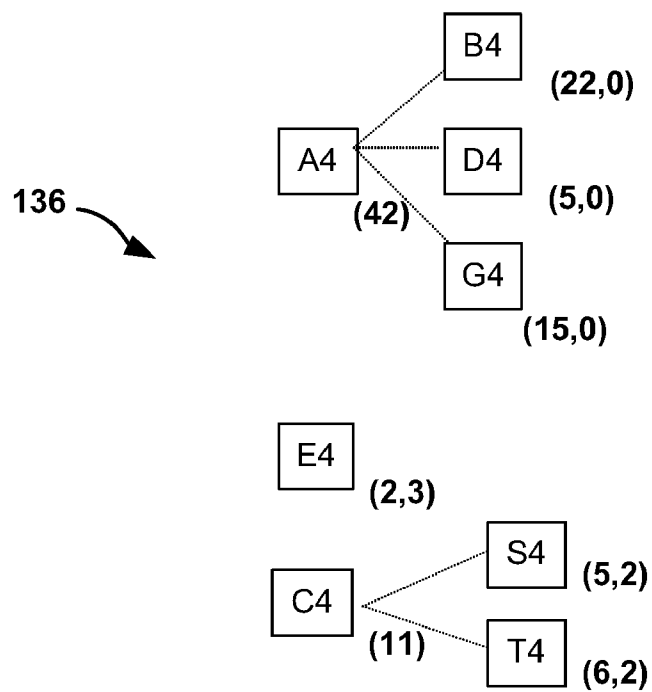 B4
(22,0)
A4
D4
136
(42)
(5,0)
G4
(15,0)
E4
(2,3)
S4
(5,2)
C4
(11)
T4
(6,2)